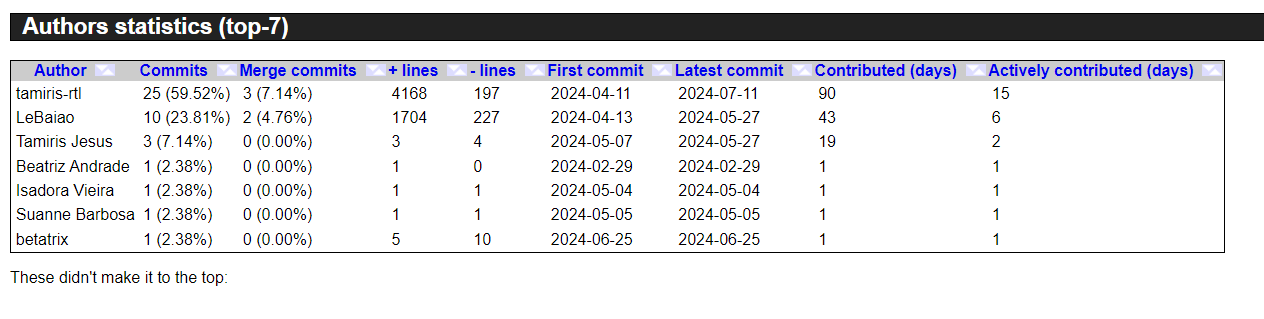 Authors statistics (top-7)
Author Commits Merge commits + lines - lines First commit Latest commit Contributed (days) Actively contributed (days)
tamiris-rtl 25 (59.52%) 3 (7.14%) 4168 197 2024-04-11 2024-07-11 90 15
LeBaiao 10 (23.81%) 2 (4.76%) 1704 227 2024-04-13 2024-05-27 43 6
Tamiris Jesus 3 (7.14%) 0 (0.00%) 3 4 2024-05-07 2024-05-27 19 2
Beatriz Andrade 1 (2.38%) 0 (0.00%) 1 0 2024-02-29 2024-02-29 1 1
Isadora Vieira 1 (2.38%) 0 (0.00%) 1 1 2024-05-04 2024-05-04 1 1
Suanne Barbosa 1 (2.38%) 0 (0.00%) 1 1 2024-05-05 2024-05-05 1 1
betatrix 1 (2.38%) 0 (0.00%) 5 10 2024-06-25 2024-06-25 1 1
These didn't make it to the top: